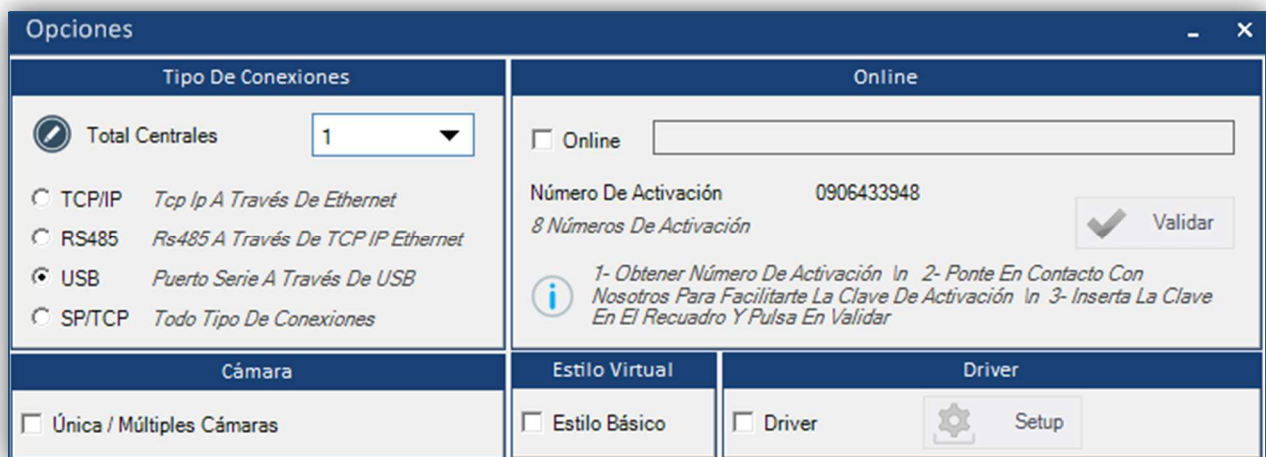 Opciones
Tipo De Conexiones
Total Centrales 1
TCP/IP Tcp Ip A Través De Ethernet
RS485 Rs485 A Través De TCP IP Ethernet
USB Puerto Serie A Través De USB
SP/TCP Todo Tipo De Conexiones
Online
Online
Número De Activación 0906433948
8 Números De Activación
Validar
1- Obtener Número De Activación \n 2- Ponte En Contacto Con
Nosotros Para Facilitarte La Clave De Activación \n 3- Inserta La Clave
En El Recuadro Y Pulsa En Validar
Cámara
Única / Múltiples Cámaras
Estilo Virtual
Estilo Básico
Driver
Driver Setup